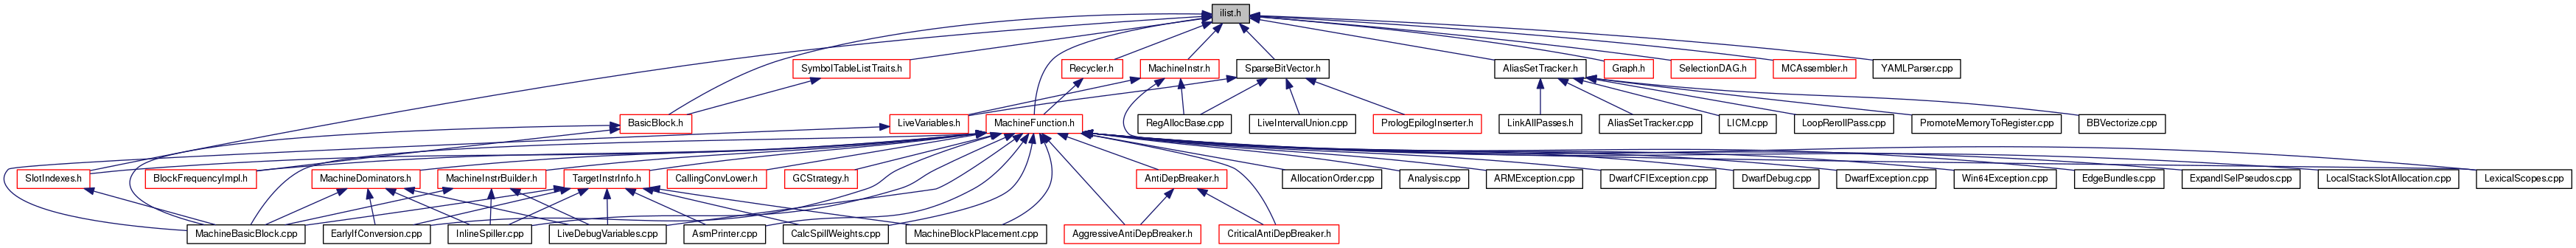 ilist.h
SymbolTableListTraits.h
Recycler.h
MachineInstr.h
SparseBitVector.h
AliasSetTracker.h
Graph.h
SelectionDAG.h
MCAssembler.h
YAMLParser.cpp
BasicBlock.h
LiveVariables.h
MachineFunction.h
RegAllocBase.cpp
LiveIntervalUnion.cpp
PrologEpilogInserter.h
LinkAllPasses.h
AliasSetTracker.cpp
LICM.cpp
LoopRerollPass.cpp
PromoteMemoryToRegister.cpp
BBVectorize.cpp
SlotIndexes.h
BlockFrequencyImpl.h
MachineDominators.h
MachineInstrBuilder.h
TargetInstrInfo.h
CallingConvLower.h
GCStrategy.h
AntiDepBreaker.h
AllocationOrder.cpp
Analysis.cpp
ARMException.cpp
DwarfCFIException.cpp
DwarfDebug.cpp
DwarfException.cpp
Win64Exception.cpp
EdgeBundles.cpp
ExpandISelPseudos.cpp
LocalStackSlotAllocation.cpp
LexicalScopes.cpp
MachineBasicBlock.cpp
EarlyIfConversion.cpp
InlineSpiller.cpp
LiveDebugVariables.cpp
AsmPrinter.cpp
CalcSpillWeights.cpp
MachineBlockPlacement.cpp
AggressiveAntiDepBreaker.h
CriticalAntiDepBreaker.h